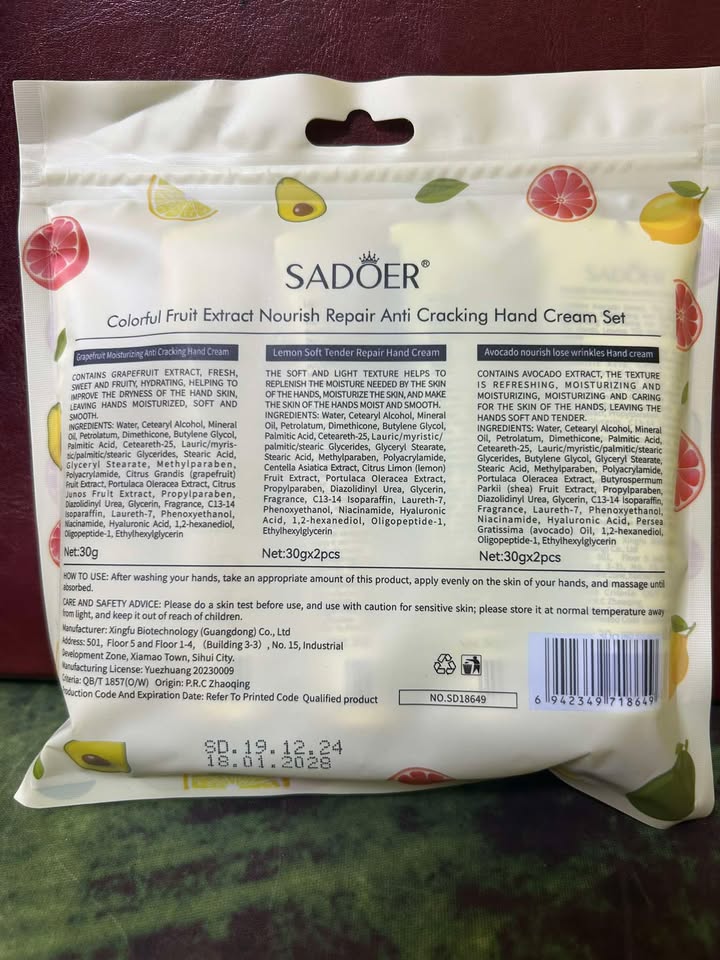 SADOER®
Colorful Fruit Extract Nourish Repair Anti Cracking Hand Cream Set
Grapefruit Moisturizing Anti Cracking Hand Cream
CONTAINS GRAPEFRUIT EXTRACT, FRESH,
SWEET AND FRUITY, HYDRATING, HELPING TO
IMPROVE THE DRYNESS OF THE HAND SKIN,
LEAVING HANDS MOISTURIZED, SOFT AND
SMOOTH.
INGREDIENTS: Water, Cetearyl Alcohol, Mineral
Oil, Petrolatum, Dimethicone, Butylene Glycol,
Palmitic Acid, Ceteareth-25, Lauric/myris-
tic/palmitic/stearic Glycerides, Stearic Acid,
Glyceryl Stearate, Methylparaben,
Polyacrylamide, Citrus Grandis (grapefruit)
Fruit Extract, Portulaca Oleracea Extract, Citrus
Junos Fruit Extract, Propylparaben,
Diazolidinyl Urea, Glycerin, Fragrance, C13-14
Isoparaffin, Laureth-7, Phenoxyethanol,
Niacinamide, Hyaluronic Acid, 1,2-hexanediol,
Oligopeptide-1, Ethylhexylglycerin
Net:30g
Lemon Soft Tender Repair Hand Cream
THE SOFT AND LIGHT TEXTURE HELPS TO
REPLENISH THE MOISTURE NEEDED BY THE SKIN
OF THE HANDS, MOISTURIZE THE SKIN, AND MAKE
THE SKIN OF THE HANDS MOIST AND SMOOTH.
INGREDIENTS: Water, Cetearyl Alcohol, Mineral
Oil, Petrolatum, Dimethicone, Butylene Glycol,
Palmitic Acid, Ceteareth-25, Lauric/myristic/
palmitic/stearic Glycerides, Glyceryl Stearate,
Stearic Acid, Methylparaben, Polyacrylamide,
Centella Asiatica Extract, Citrus Limon (lemon)
Fruit Extract, Portulaca Oleracea Extract,
Propylparaben, Diazolidinyl Urea, Glycerin,
Fragrance, C13-14 Isoparaffin, Laureth-7,
Phenoxyethanol, Niacinamide, Hyaluronic
Acid, 1,2-hexanediol, Oligopeptide-1,
Ethylhexylglycerin
Net:30gx2pcs
Avocado nourish lose wrinkles Hand cream
CONTAINS AVOCADO EXTRACT, THE TEXTURE
IS REFRESHING, MOISTURIZING AND
MOISTURIZING, MOISTURIZING AND CARING
FOR THE SKIN OF THE HANDS, LEAVING THE
HANDS SOFT AND TENDER.
INGREDIENTS: Water, Cetearyl Alcohol, Mineral
Oil, Petrolatum, Dimethicone, Palmitic Acid,
Ceteareth-25, Lauric/myristic/palmitic/stearic
Glycerides, Butylene Glycol, Glyceryl Stearate,
Stearic Acid, Methylparaben, Polyacrylamide,
Portulaca Oleracea Extract, Butyrospermum
Parkii (shea) Fruit Extract, Propylparaben,
Diazolidinyl Urea, Glycerin, C13-14 Isoparaffin,
Fragrance, Laureth-7, Phenoxyethanol,
Niacinamide, Hyaluronic Acid, Persea
Gratissima (avocado) Oil, 1,2-hexanediol,
Oligopeptide-1, Ethylhexylglycerin
Net:30gx2pcs
HOW TO USE: After washing your hands, take an appropriate amount of this product, apply evenly on the skin of your hands, and massage until
absorbed.
CARE AND SAFETY ADVICE: Please do a skin test before use, and use with caution for sensitive skin; please store it at normal temperature away
from light, and keep it out of reach of children.
Manufacturer: Xingfu Biotechnology (Guangdong) Co., Ltd
Address: 501, Floor 5 and Floor 1-4, （Building 3-3）, No. 15, Industrial
Development Zone, Xiamao Town, Sihui City.
Manufacturing License: Yuezhuang 20230009
Criteria: QB/T 1857(O/W) Origin: P.R.C Zhaoqing
oduction Code And Expiration Date: Refer To Printed Code Qualified product
NO.SD18649
6 942349 718649
SD.19.12.24
18.01.2028